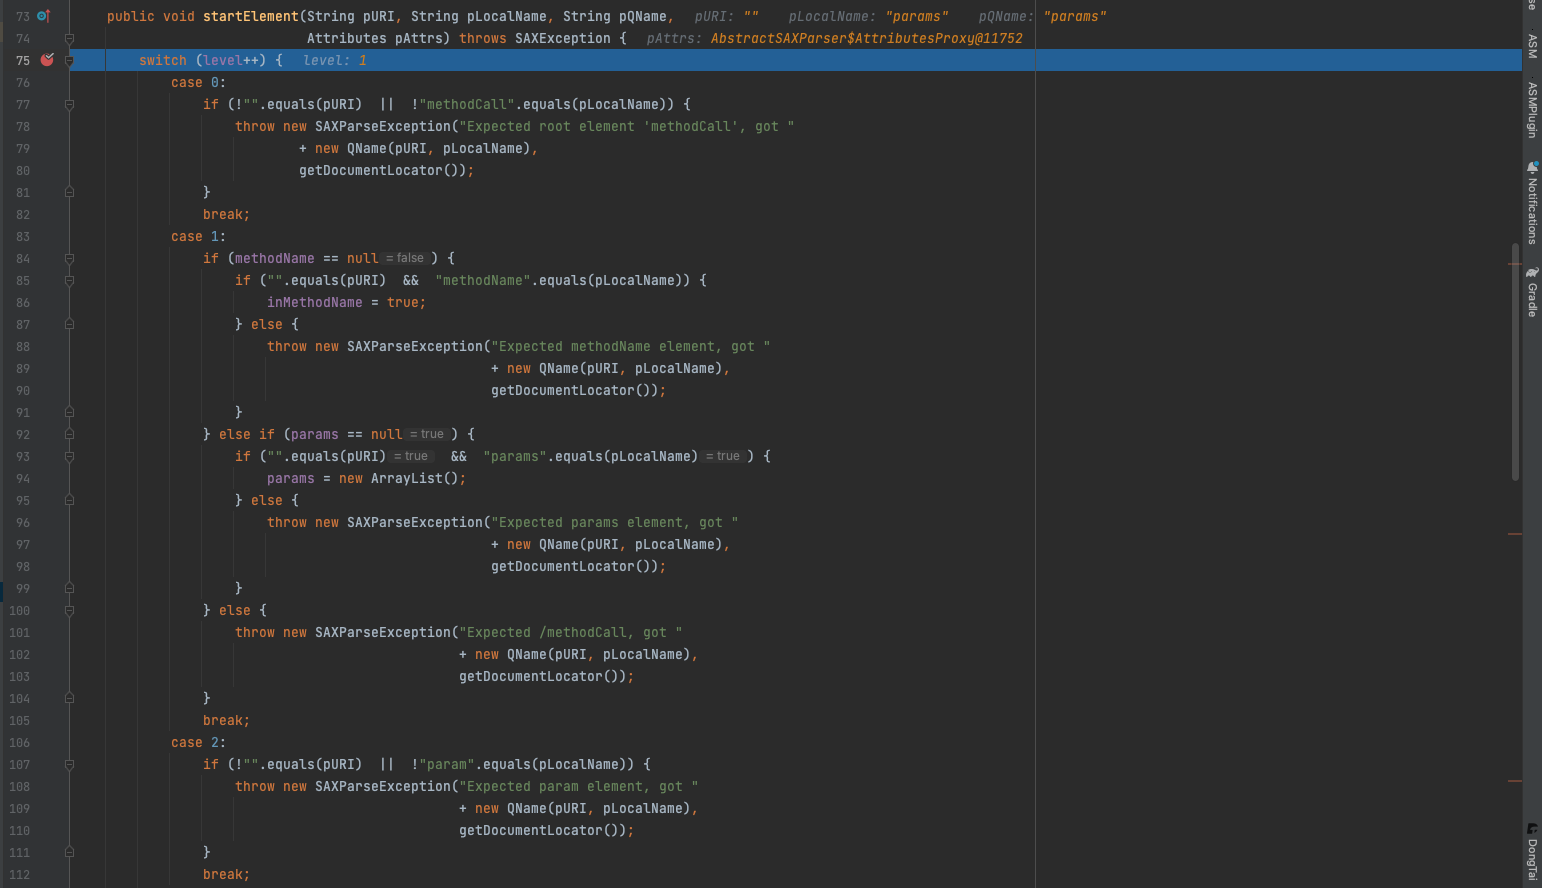 73 public void startElement(String pURI, String pLocalName, String pQName, pURI: "" pLocalName: "params" pQName: "params"
74 Attributes pAttrs) throws SAXException { pAttrs: AbstractSAXParser$AttributesProxy@11752
75 switch (level++) { level: 1
76 case 0:
77 if (!"".equals(pURI) || !"methodCall".equals(pLocalName)) {
78 throw new SAXParseException("Expected root element 'methodCall', got "
79 + new QName(pURI, pLocalName),
80 getDocumentLocator());
81 }
82 break;
83 case 1:
84 if (methodName == null = false ) {
85 if ("".equals(pURI) && "methodName".equals(pLocalName)) {
86 inMethodName = true;
87 } else {
88 throw new SAXParseException("Expected methodName element, got "
89 + new QName(pURI, pLocalName),
90 getDocumentLocator());
91 }
92 } else if (params == null = true ) {
93 if ("".equals(pURI) = true && "params".equals(pLocalName) = true ) {
94 params = new ArrayList();
95 } else {
96 throw new SAXParseException("Expected params element, got "
97 + new QName(pURI, pLocalName),
98 getDocumentLocator());
99 }
100 } else {
101 throw new SAXParseException("Expected /methodCall, got "
102 + new QName(pURI, pLocalName),
103 getDocumentLocator());
104 }
105 break;
106 case 2:
107 if (!"".equals(pURI) || !"param".equals(pLocalName)) {
108 throw new SAXParseException("Expected param element, got "
109 + new QName(pURI, pLocalName),
110 getDocumentLocator());
111 }
112 break;
se
ASM
ASMPlugin
Notifications
Gradle
DongTai